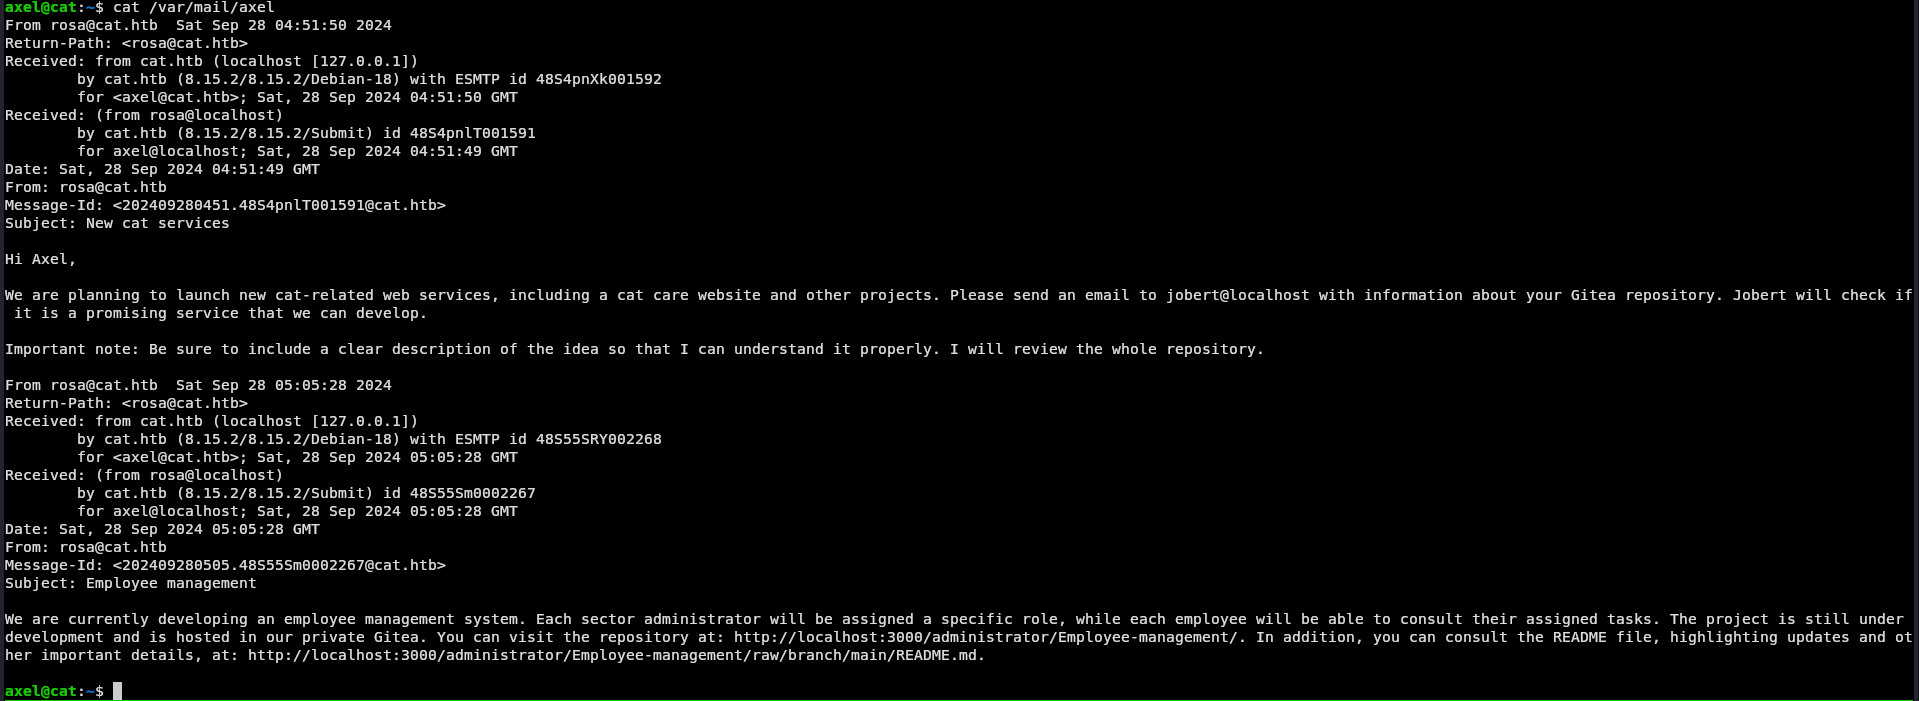 axel@cat:~$ cat /var/mail/axel
From rosa@cat.htb  Sat Sep 28 04:51:50 2024
Return-Path: <rosa@cat.htb>
Received: from cat.htb (localhost [127.0.0.1])
        by cat.htb (8.15.2/8.15.2/Debian-18) with ESMTP id 48S4pnXk001592
        for <axel@cat.htb>; Sat, 28 Sep 2024 04:51:50 GMT
Received: (from rosa@localhost)
        by cat.htb (8.15.2/8.15.2/Submit) id 48S4pnlT001591
        for axel@localhost; Sat, 28 Sep 2024 04:51:49 GMT
Date: Sat, 28 Sep 2024 04:51:49 GMT
From: rosa@cat.htb
Message-Id: <202409280451.48S4pnlT001591@cat.htb>
Subject: New cat services

Hi Axel,

We are planning to launch new cat-related web services, including a cat care website and other projects. Please send an email to jobert@localhost with information about your Gitea repository. Jobert will check if
 it is a promising service that we can develop.

Important note: Be sure to include a clear description of the idea so that I can understand it properly. I will review the whole repository.

From rosa@cat.htb  Sat Sep 28 05:05:28 2024
Return-Path: <rosa@cat.htb>
Received: from cat.htb (localhost [127.0.0.1])
        by cat.htb (8.15.2/8.15.2/Debian-18) with ESMTP id 48S55SRY002268
        for <axel@cat.htb>; Sat, 28 Sep 2024 05:05:28 GMT
Received: (from rosa@localhost)
        by cat.htb (8.15.2/8.15.2/Submit) id 48S55Sm0002267
        for axel@localhost; Sat, 28 Sep 2024 05:05:28 GMT
Date: Sat, 28 Sep 2024 05:05:28 GMT
From: rosa@cat.htb
Message-Id: <202409280505.48S55Sm0002267@cat.htb>
Subject: Employee management

We are currently developing an employee management system. Each sector administrator will be assigned a specific role, while each employee will be able to consult their assigned tasks. The project is still under
development and is hosted in our private Gitea. You can visit the repository at: http://localhost:3000/administrator/Employee-management/. In addition, you can consult the README file, highlighting updates and ot
her important details, at: http://localhost:3000/administrator/Employee-management/raw/branch/main/README.md.

axel@cat:~$